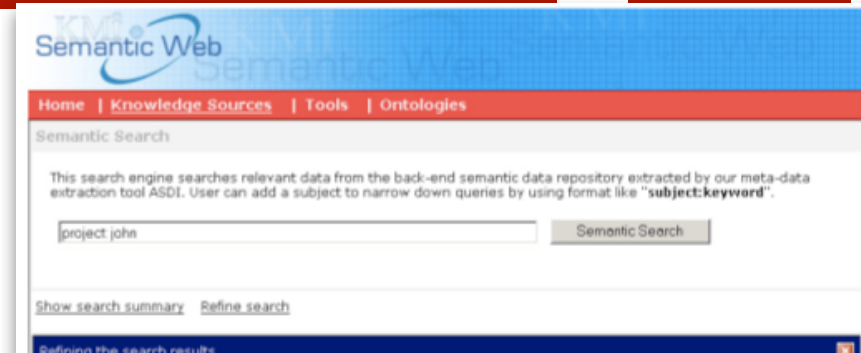 KMi
Semantic Web
Semantic Web
Home | Knowledge Sources | Tools | Ontologies
Semantic Search
This search engine searches relevant data from the back-end semantic data repository extracted by our meta-data
extraction tool ASDI. User can add a subject to narrow down queries by using format like "subject:keyword".
project john
Semantic Search
Show search summary Refine search
Refining the search results